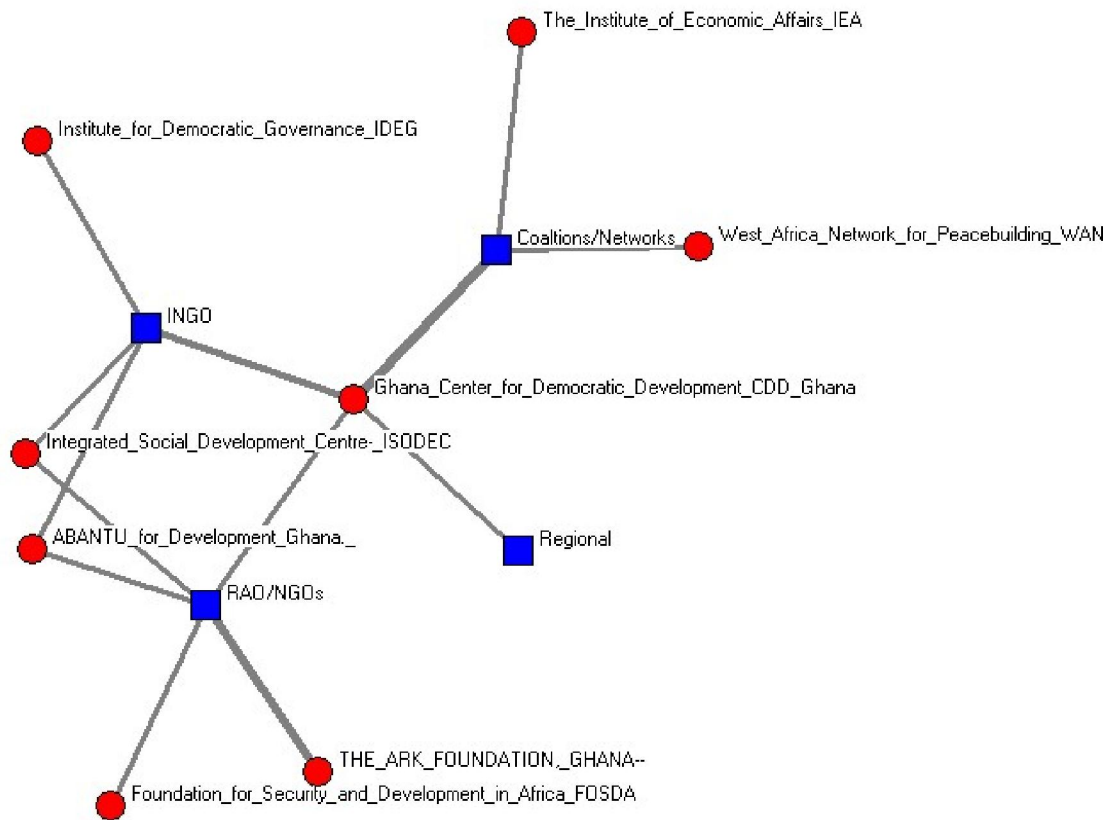 The_Institute_of_Economic_Affairs_IEA
Institute_for_Democratic_Governance_IDEG
West_Africa_Network_for_Peacebuilding_WAN
Coaltions/Networks
INGO
Ghana_Center_for_Democratic_Development_CDD_Ghana
Integrated_Social_Development_Centre-_ISODEC
Regional
ABANTU_for_Development_Ghana._
RAO/NGOs
THE_ARK_FOUNDATION,_GHANA--
Foundation_for_Security_and_Development_in_Africa_FOSDA